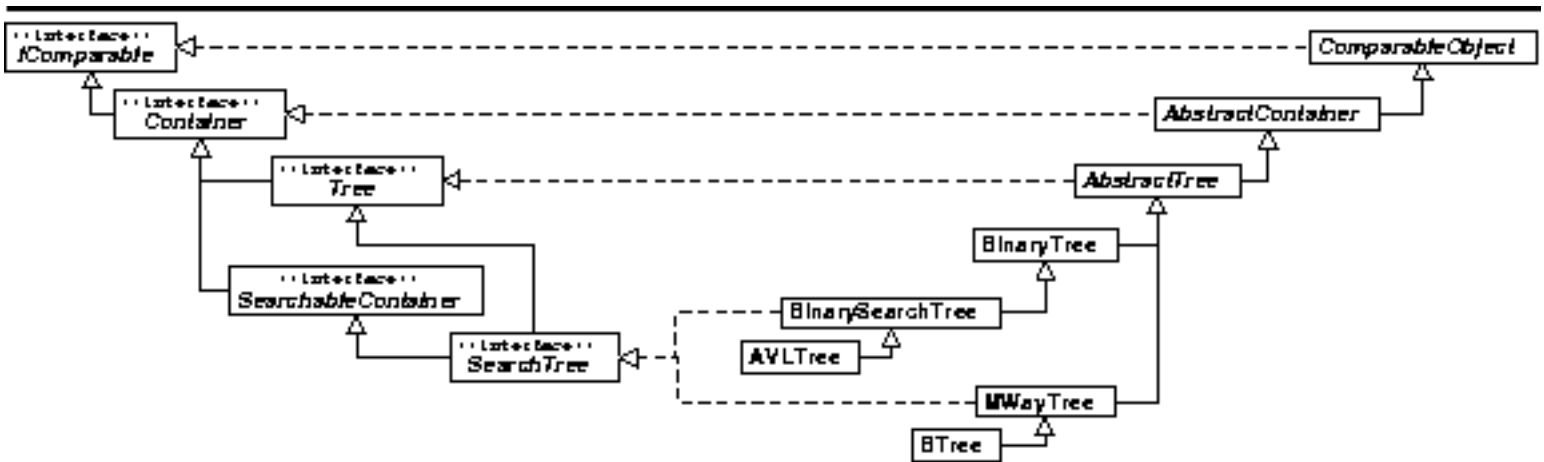 ‹‹interface››
IComparable
ComparableObject
‹‹interface››
Container
AbstractContainer
‹‹interface››
Tree
AbstractTree
BinaryTree
‹‹interface››
SearchableContainer
BinarySearchTree
‹‹interface››
SearchTree
AVLTree
MWayTree
BTree